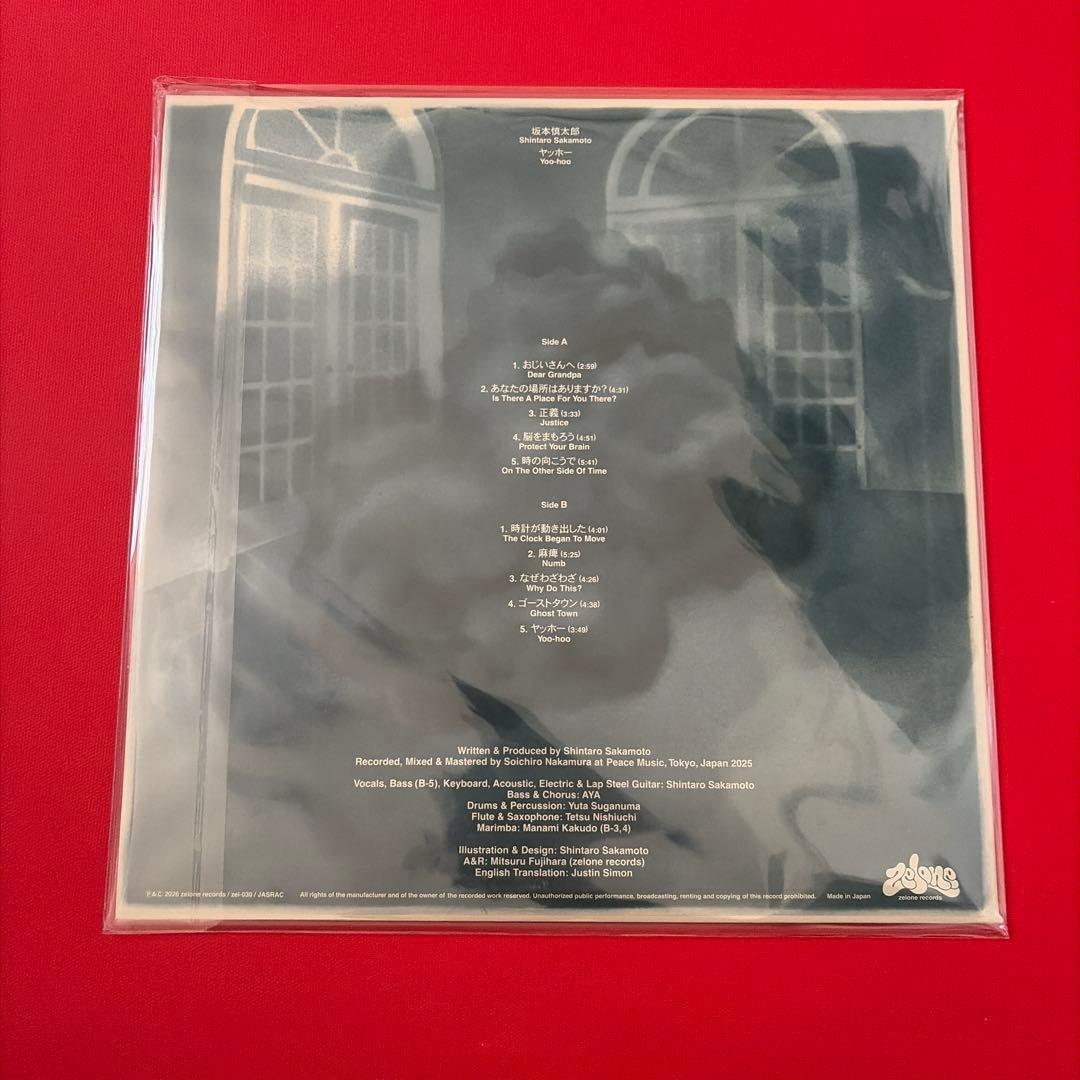 坂本慎太郎
Shintaro Sakamoto
ヤッホー
Yoo-hoo
Side A
1. おじいさんへ (2:59)
Dear Grandpa
2. あなたの場所はありますか? (4:31)
Is There A Place For You There?
3. 正義 (3:33)
Justice
4. 脳をまもろう (4:51)
Protect Your Brain
5. 時の向こうで (5:41)
On The Other Side Of Time
Side B
1. 時計が動き出した (4:01)
The Clock Began To Move
2. 麻痺 (5:25)
Numb
3. なぜわざわざ (4:26)
Why Do This?
4. ゴーストタウン (4:38)
Ghost Town
5. ヤッホー (3:49)
Yoo-hoo
Written & Produced by Shintaro Sakamoto
Recorded, Mixed & Mastered by Soichiro Nakamura at Peace Music, Tokyo, Japan 2025
Vocals, Bass (B-5), Keyboard, Acoustic, Electric & Lap Steel Guitar: Shintaro Sakamoto
Bass & Chorus: AYA
Drums & Percussion: Yuta Suganuma
Flute & Saxophone: Tetsu Nishiuchi
Marimba: Manami Kakudo (B-3,4)
Illustration & Design: Shintaro Sakamoto
A&R: Mitsuru Fujihara (zelone records)
English Translation: Justin Simon
℗&©2026 zelone records / zel-030 / JASRAC All rights of the manufacturer and of the owner of the recorded work reserved. Unauthorized public performance, broadcasting, renting and copying of this record prohibited. Made in Japan
zelone
zelone records